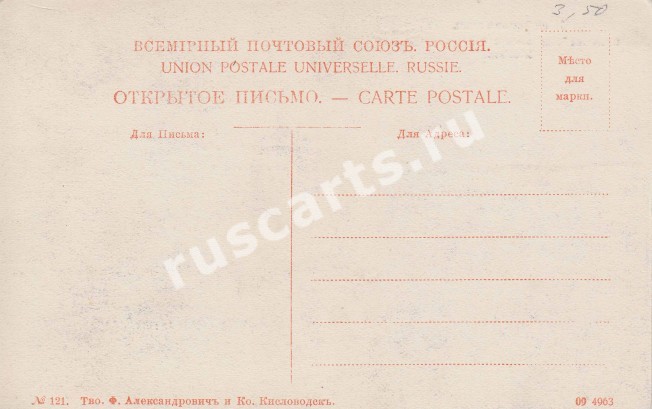 3,50
ВСЕМІРНЫЙ ПОЧТОВЫЙ СОЮЗЪ. РОССІЯ.
UNION POSTALE UNIVERSELLE. RUSSIE.
ОТКРЫТОЕ ПИСЬМО. — CARTE POSTALE.
Мѣсто
для
марки.
Для Письма:
Для Адреса:
ruscarts.ru
№ 121. Тво. Ф. Александровичъ и Ко. Кисловодскъ.
09 4963